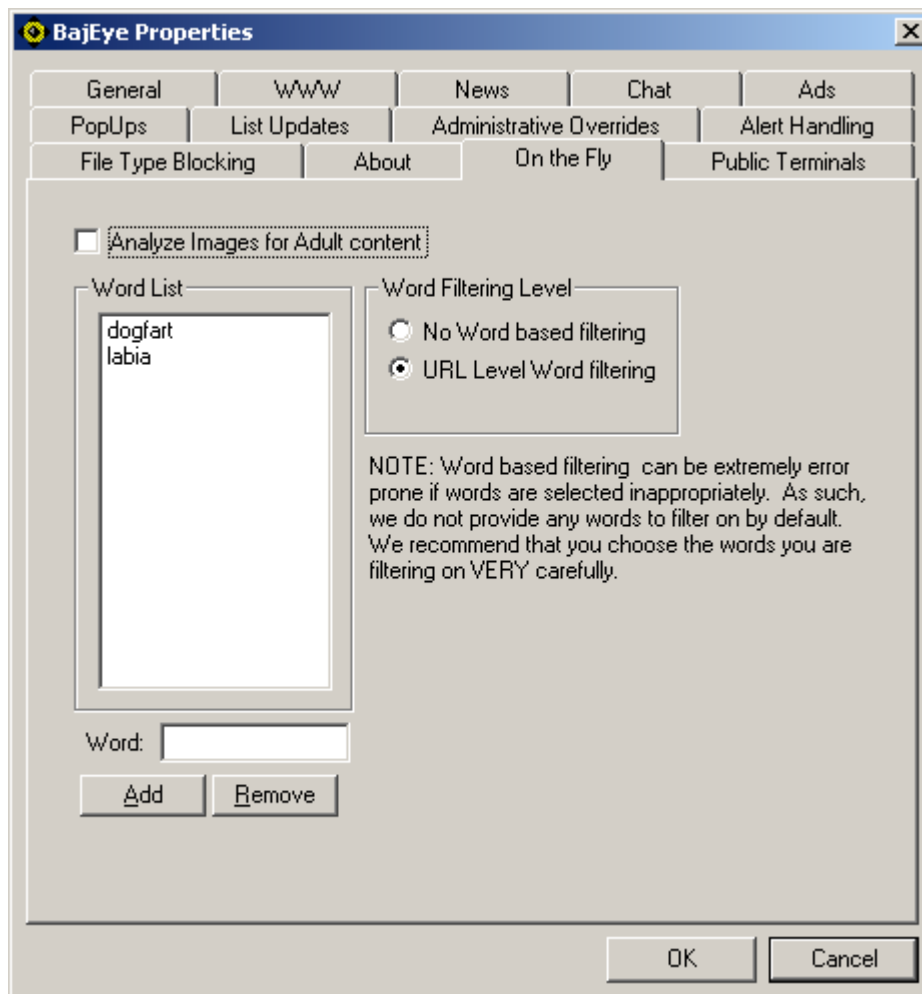 BajEye Properties
General WWW News Chat Ads
PopUps List Updates Administrative Overrides Alert Handling
File Type Blocking About On the Fly Public Terminals
Analyze Images for Adult content
Word List
dogfart
labia
Word Filtering Level
No Word based filtering
URL Level Word filtering
NOTE: Word based filtering can be extremely error
prone if words are selected inappropriately. As such,
we do not provide any words to filter on by default.
We recommend that you choose the words you are
filtering on VERY carefully.
Word:
Add Remove
OK Cancel